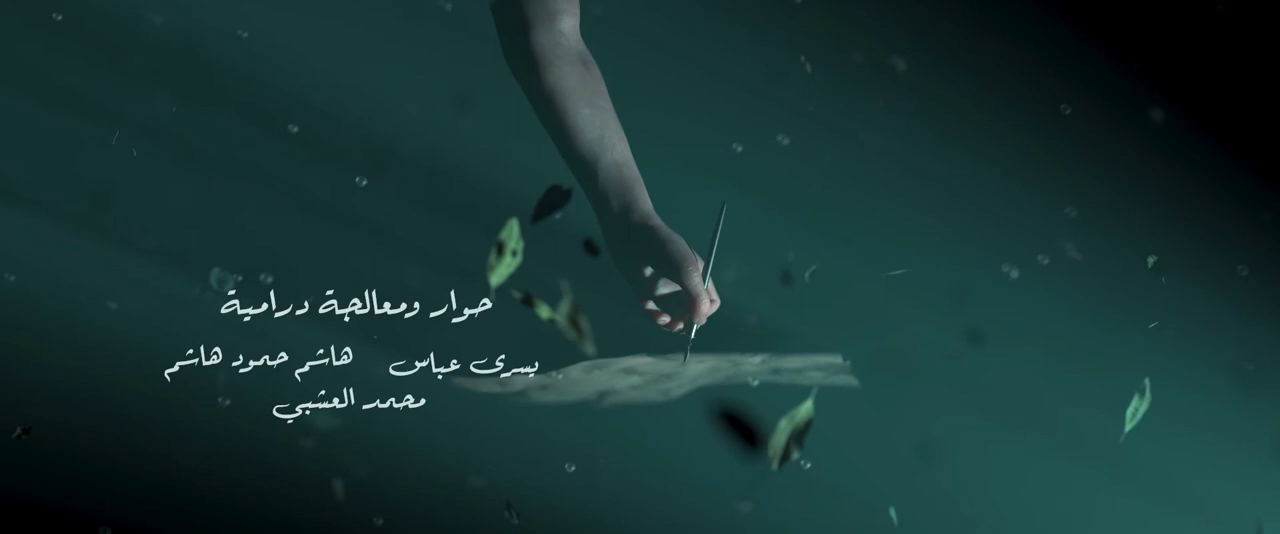 حوار ومعالجة درامية
يسرى عباس    هاشم حمود هاشم
محمد العشبي